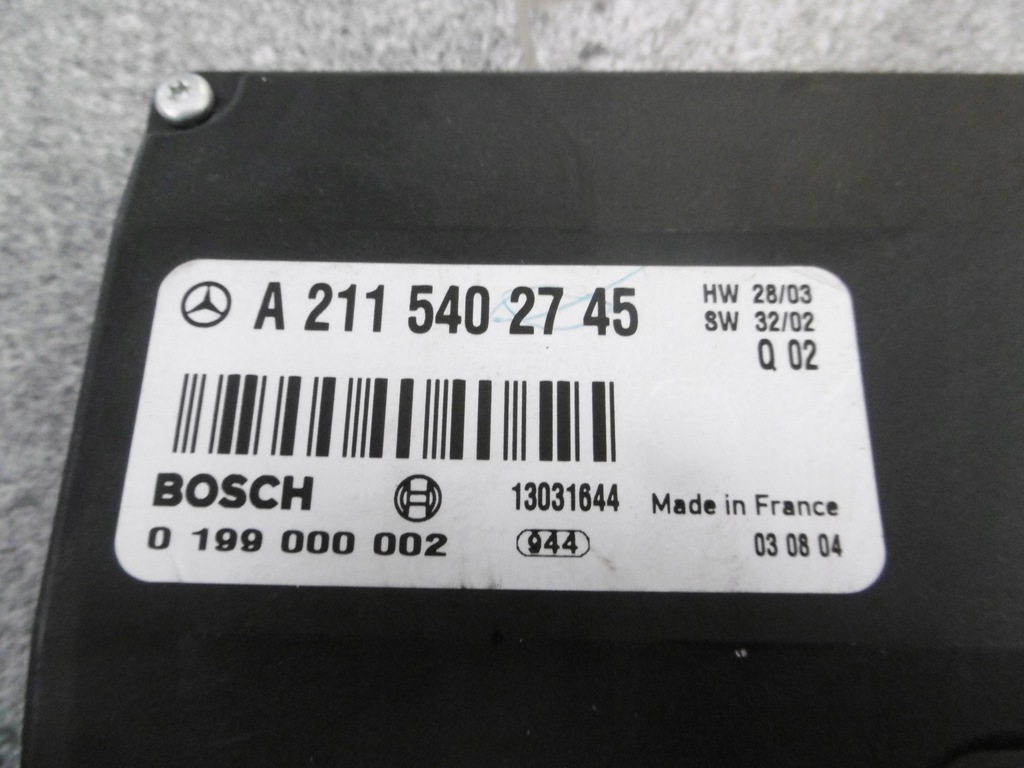 A 211 540 27 45
HW 28/03
SW 32/02
Q 02
BOSCH
13031644
Made in France
0 199 000 002
944
03 08 04